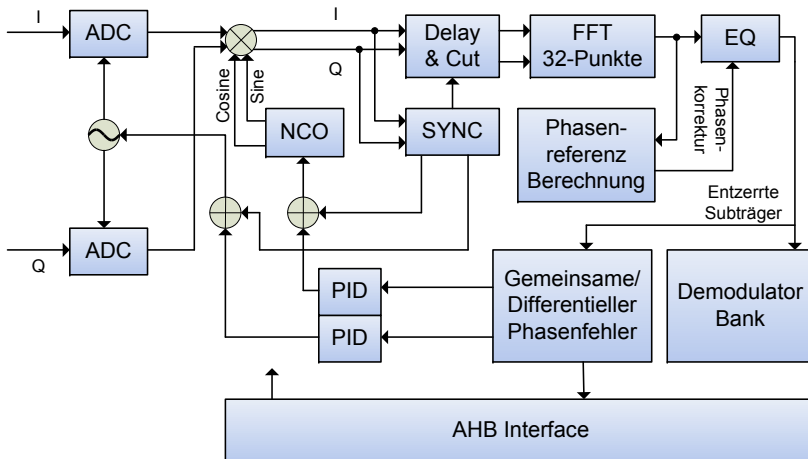 I
ADC
I
Delay
& Cut
FFT
32-Punkte
EQ
Q
Cosine
Sine
NCO
SYNC
Phasen-
referenz
Berechnung
Phasen-
korrektur
Entzerrte
Subträger
Q
ADC
PID
PID
Gemeinsame/
Differentieller
Phasenfehler
Demodulator
Bank
AHB Interface